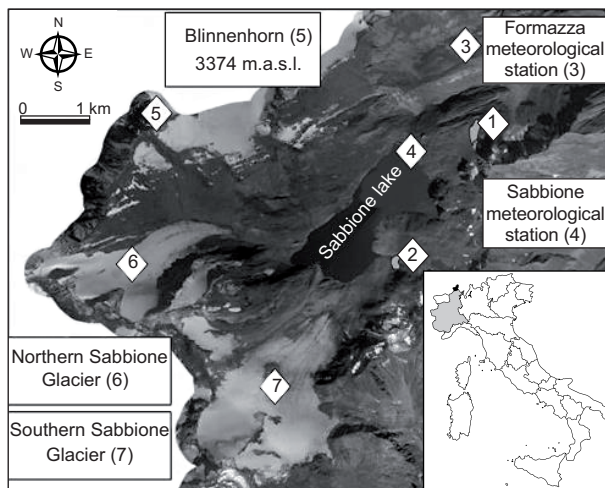 N
W E
S
0 1 km
Blinnenhorn (5)
3374 m.a.s.l.
Formazza
meteorological
station (3)
3
5
1
4
Sabbione lake
Sabbione
meteorological
station (4)
6
2
Northern Sabbione
Glacier (6)
7
Southern Sabbione
Glacier (7)